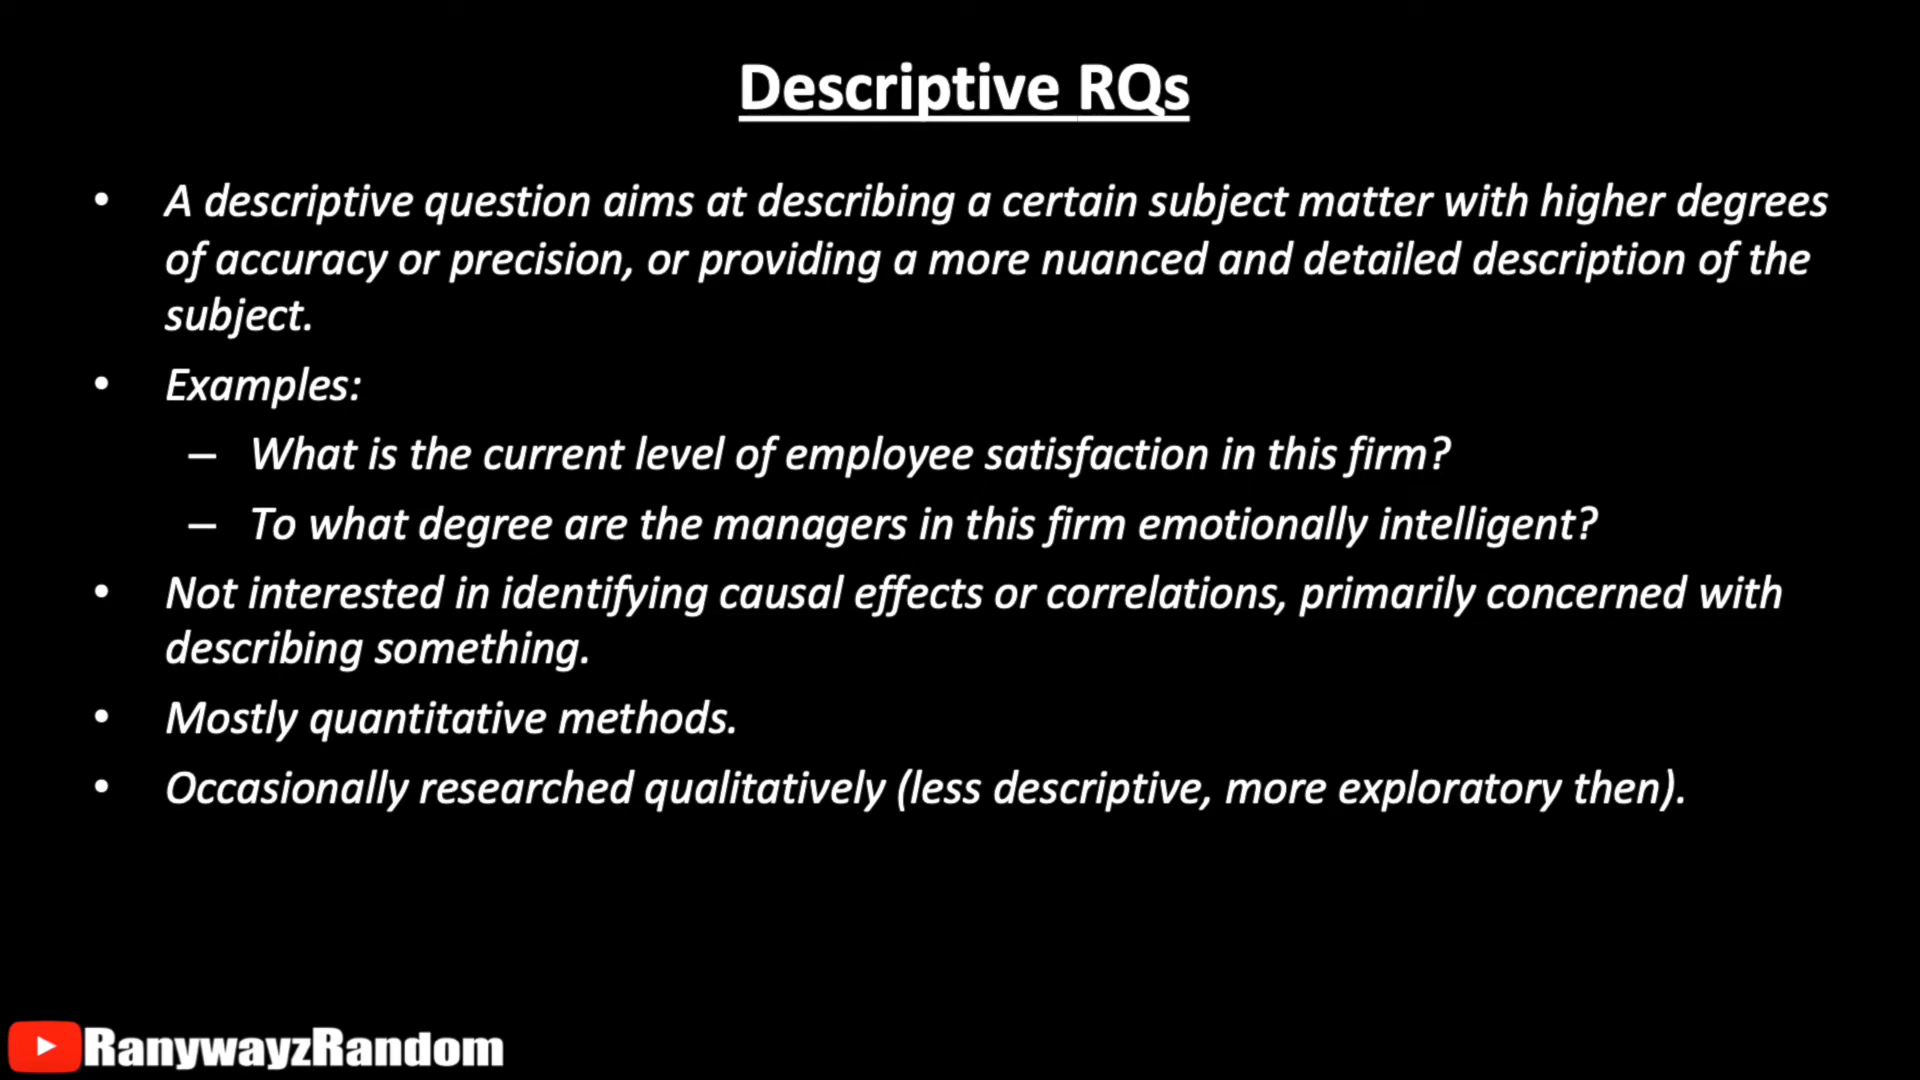 Descriptive RQs
• A descriptive question aims at describing a certain subject matter with higher degrees
of accuracy or precision, or providing a more nuanced and detailed description of the
subject.
• Examples:
– What is the current level of employee satisfaction in this firm?
– To what degree are the managers in this firm emotionally intelligent?
• Not interested in identifying causal effects or correlations, primarily concerned with
describing something.
• Mostly quantitative methods.
• Occasionally researched qualitatively (less descriptive, more exploratory then).
RanywayzRandom